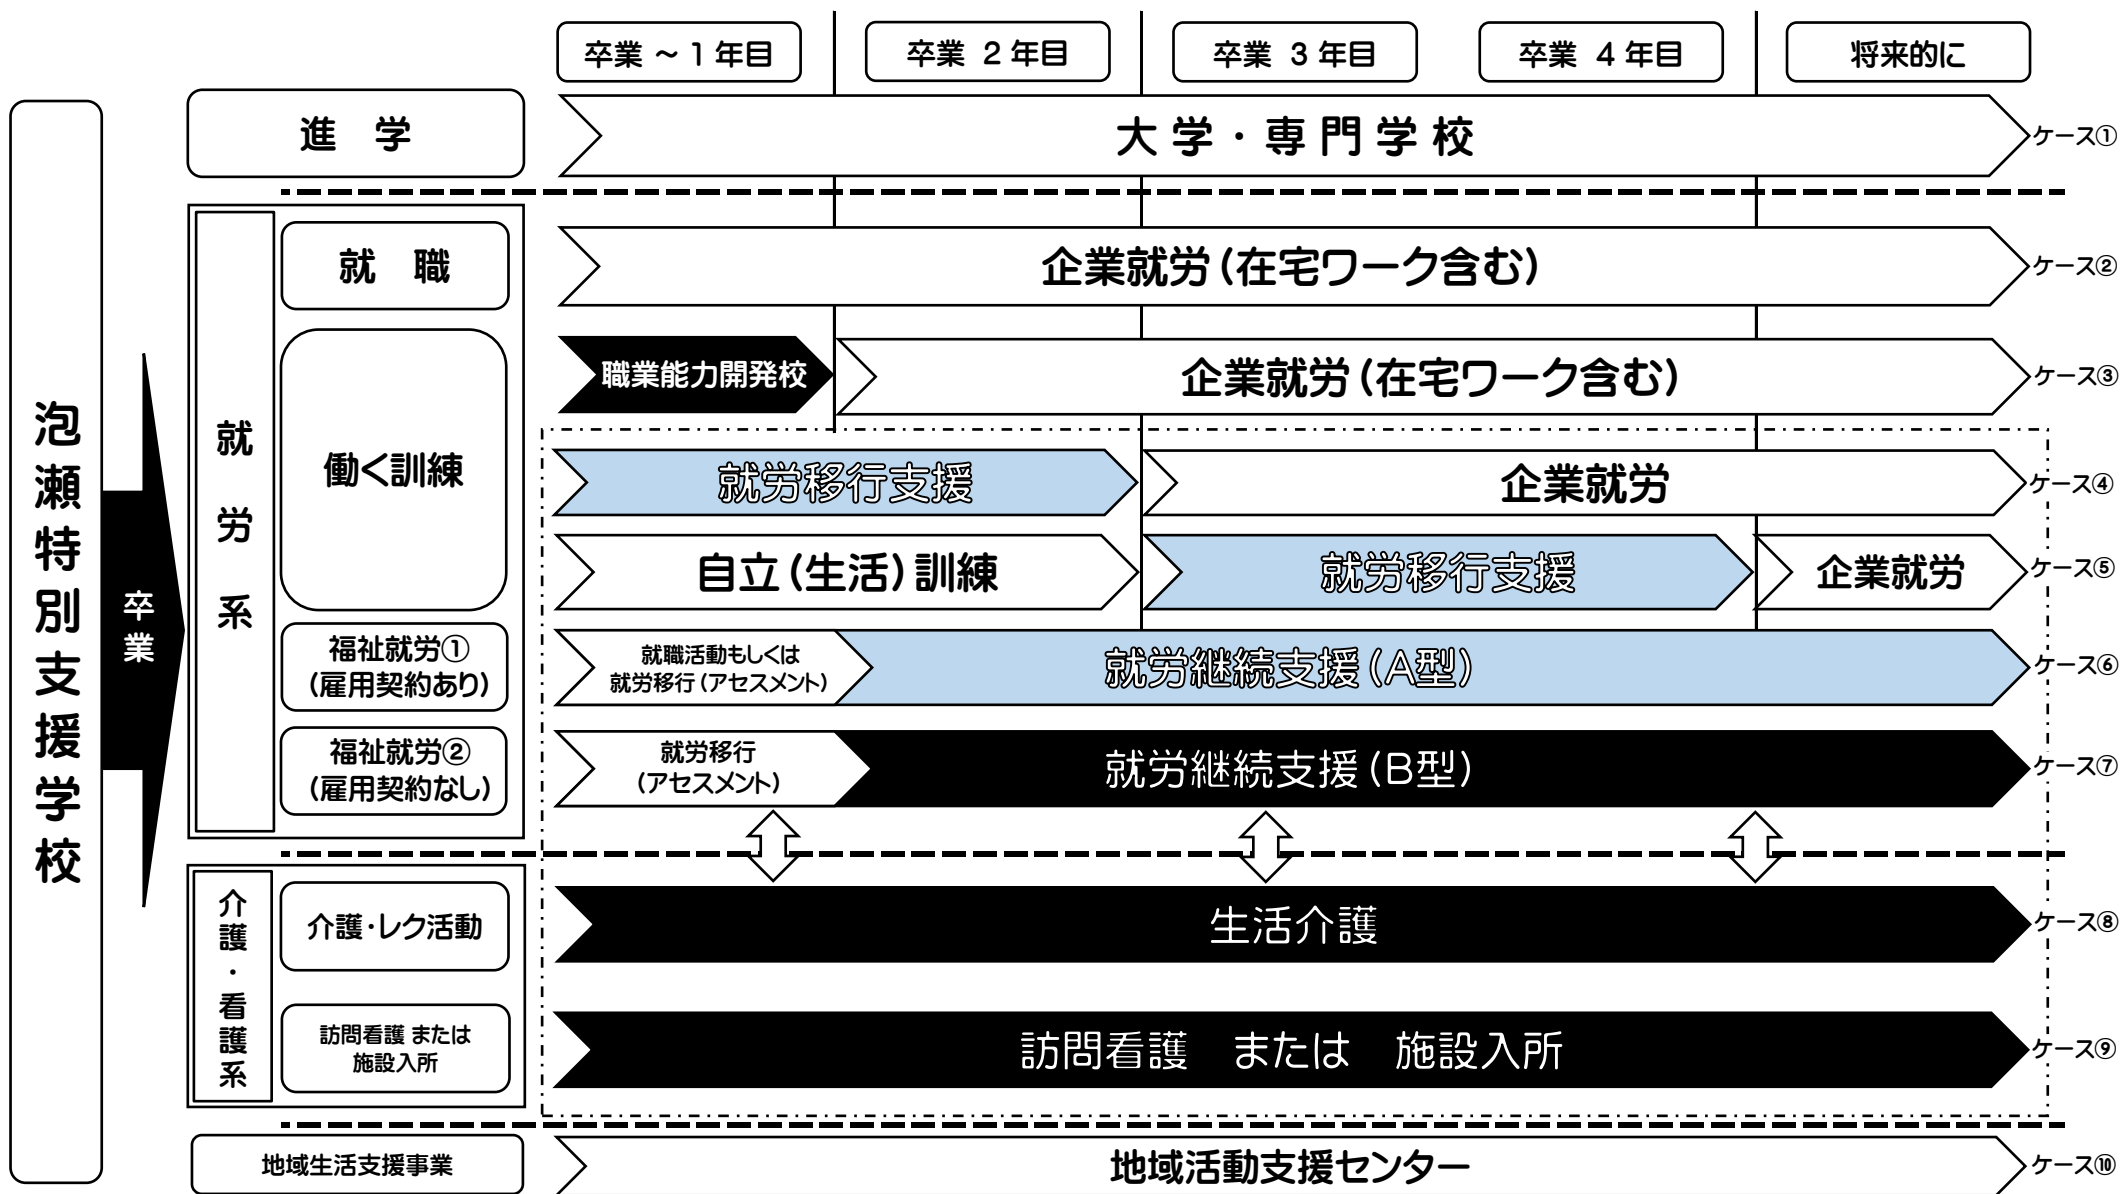 卒業 ~ 1 年目
卒業 2 年目
卒業 3 年目
卒業 4 年目
将来的に
泡瀬特別支援学校
卒業
進 学
大 学 ・ 専 門 学 校
ケース①
就労系
就 職
企業就労(在宅ワーク含む)
ケース②
働く訓練
職業能力開発校
企業就労(在宅ワーク含む)
ケース③
就労移行支援
企業就労
ケース④
自立(生活)訓練
就労移行支援
企業就労
ケース⑤
福祉就労①
(雇用契約あり)
就職活動もしくは
就労移行(アセスメント)
就労継続支援(A型)
ケース⑥
福祉就労②
(雇用契約なし)
就労移行
(アセスメント)
就労継続支援(B型)
ケース⑦
介護・看護系
介護・レク活動
生活介護
ケース⑧
訪問看護 または
施設入所
訪問看護 または 施設入所
ケース⑨
地域生活支援事業
地域活動支援センター
ケース⑩